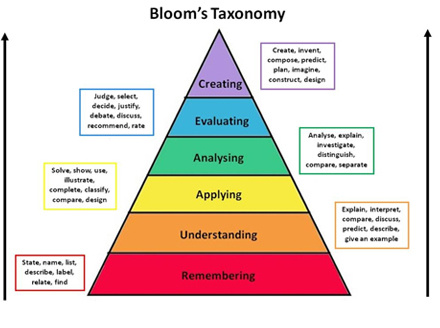 Bloom's Taxonomy
Create, invent,
compose, predict,
plan, imagine,
construct, design
Creating
Judge, select,
decide, justify,
debate, discuss,
recommend, rate
Evaluating
Analyse, explain,
investigate,
distinguish,
compare, separate
Analysing
Solve, show, use,
illustrate,
complete, classify,
compare, design
Applying
Explain, interpret,
compare, discuss,
predict, describe,
give an example
Understanding
State, name, list,
describe, label,
relate, find
Remembering